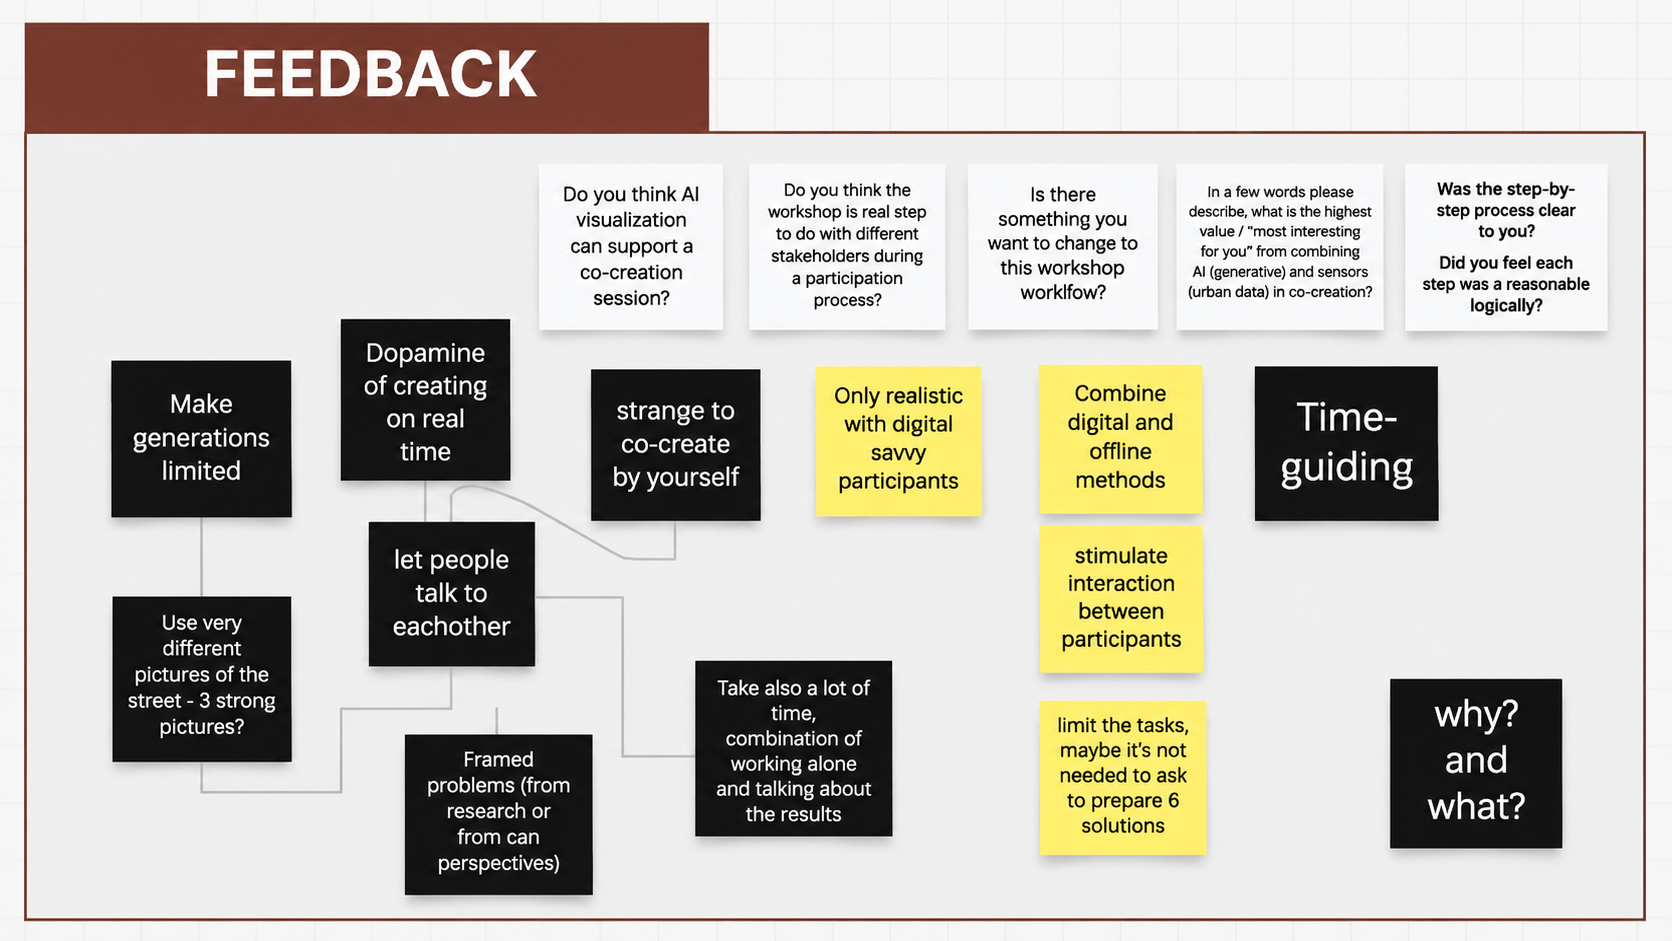 FEEDBACK
Do you think AI
visualization
can support a
co-creation
session?
Do you think the
workshop is real step
to do with different
stakeholders during
a participation
process?
Is there
something you
want to change to
this workshop
worklfow?
In a few words please
describe, what is the highest
value / “most interesting
for you” from combining
AI (generative) and sensors
(urban data) in co-creation?
Was the step-by-
step process clear
to you?
Did you feel each
step was a reasonable
logically?
Make
generations
limited
Dopamine
of creating
on real
time
strange to
co-create
by yourself
Only realistic
with digital
savvy
participants
Combine
digital and
offline
methods
Time-
guiding
let people
talk to
eachother
stimulate
interaction
between
participants
Use very
different
pictures of the
street - 3 strong
pictures?
Take also a lot of
time,
combination of
working alone
and talking about
the results
Framed
problems (from
research or
from can
perspectives)
limit the tasks,
maybe it’s not
needed to ask
to prepare 6
solutions
why?
and
what?